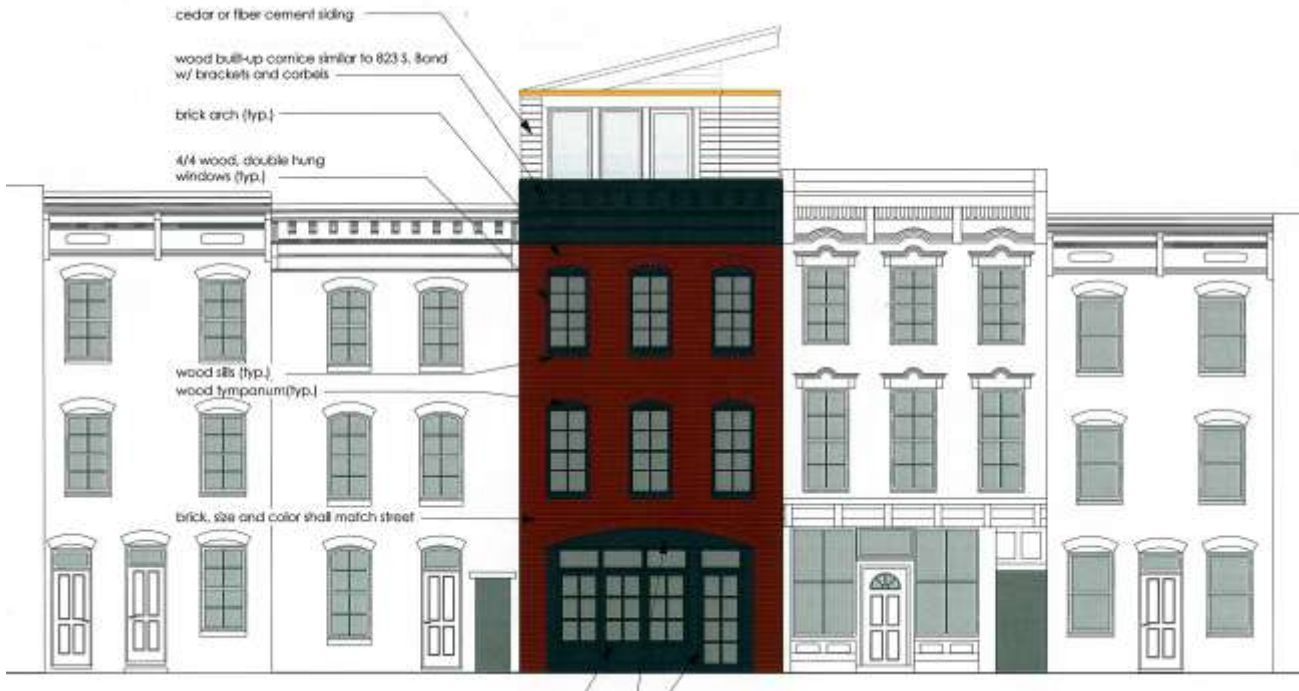 cedar or fiber cement siding
wood built-up cornice similar to 823 S. Bond
w/ brackets and corbels
brick arch (typ.)
4/4 wood, double hung
windows (typ.)
wood sills (typ.)
wood tympanum(typ.)
brick, size and color shall match street